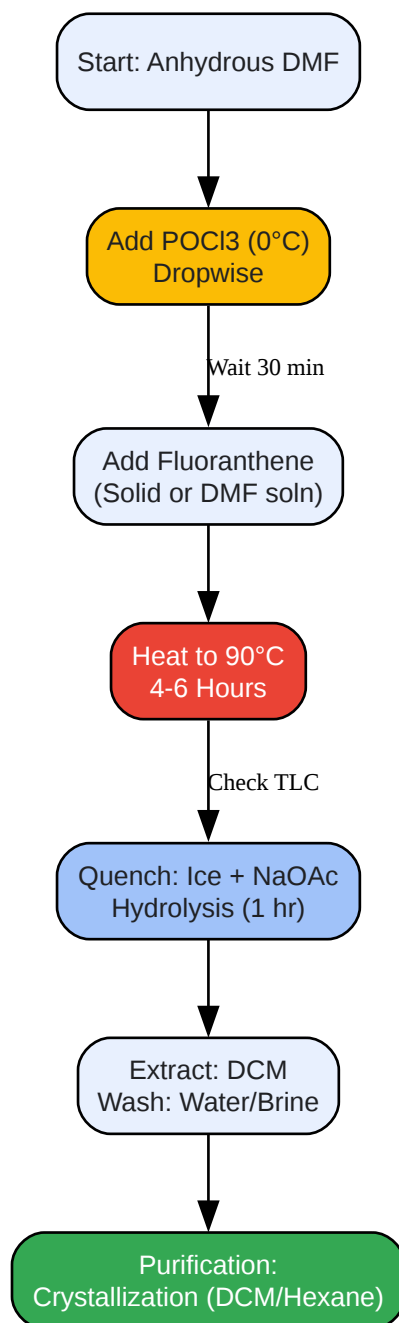 Start: Anhydrous DMF
Add POCl3 (0°C)
Dropwise
Wait 30 min
Add Fluoranthene
(Solid or DMF soln)
Heat to 90°C
4-6 Hours
Check TLC
Quench: Ice + NaOAc
Hydrolysis (1 hr)
Extract: DCM
Wash: Water/Brine
Purification:
Crystallization (DCM/Hexane)